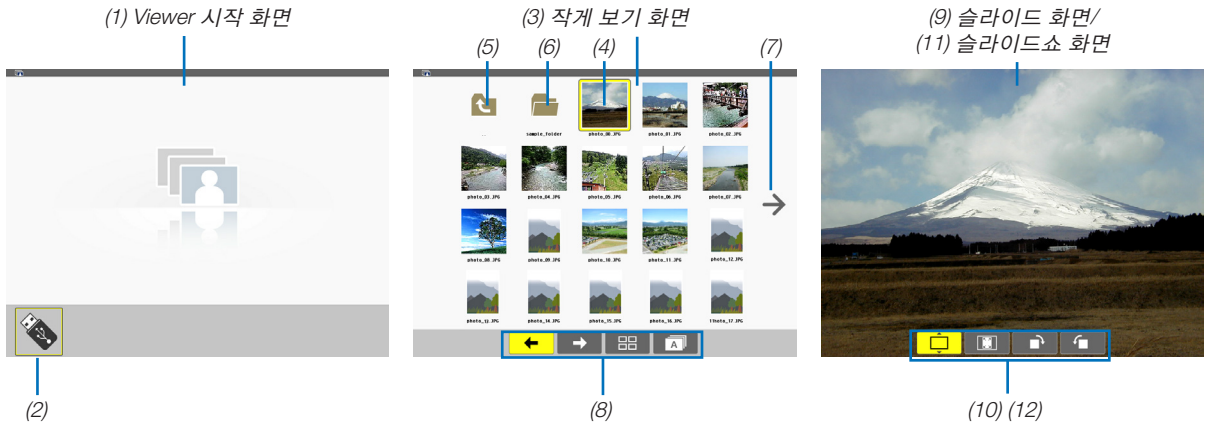 (1) Viewer 시작 화면
(3) 작게 보기 화면
(9) 슬라이드 화면/
(11) 슬라이드쇼 화면
(5)
(6)
(4)
(7)
...
sample_folder
photo_00.JPG
photo_01.JPG
photo_02.JPG
photo_03.JPG
photo_04.JPG
photo_05.JPG
photo_06.JPG
photo_07.JPG
photo_08.JPG
photo_09.JPG
photo_10.JPG
photo_11.JPG
photo_12.JPG
photo_13.JPG
photo_14.JPG
photo_15.JPG
photo_16.JPG
A
(2)
(8)
(10) (12)